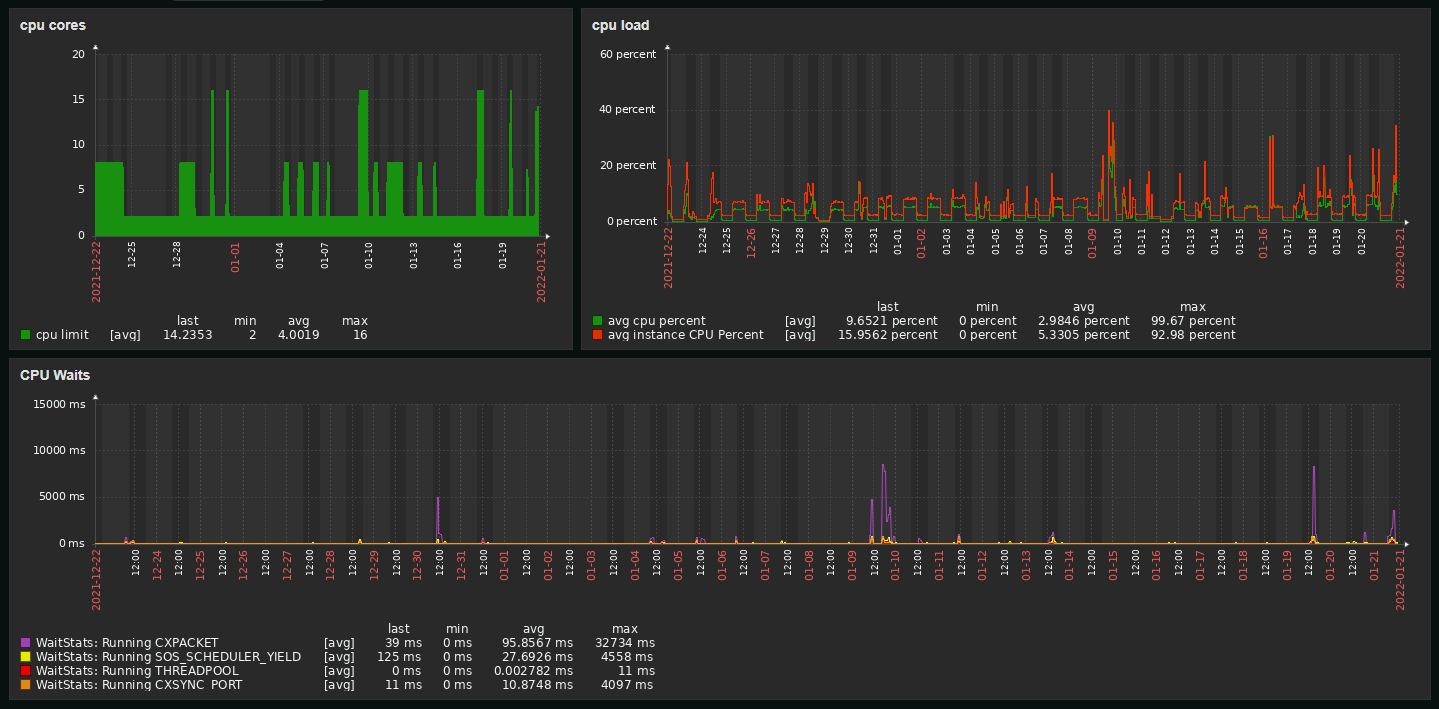 cpu cores
20
15
10
5
0
2021-12-22 12-25 12-28 01-01 01-04 01-07 01-10 01-13 01-16 01-19 2022-01-21
last min avg max
cpu limit [avg] 14.2353 2 4.0019 16
cpu load
60 percent
40 percent
20 percent
0 percent
2021-12-22 12-24 12-25 12-26 12-27 12-28 12-29 12-30 12-31 01-01 01-02 01-03 01-04 01-05 01-06 01-07 01-08 01-09 01-10 01-11 01-12 01-13 01-14 01-15 01-16 01-17 01-18 01-19 01-20 2022-01-21
last min avg max
avg cpu percent [avg] 9.6521 percent 0 percent 2.9846 percent 99.67 percent
avg instance CPU Percent [avg] 15.9562 percent 0 percent 5.3305 percent 92.98 percent
CPU Waits
15000 ms
10000 ms
5000 ms
0 ms
2021-12-22 12:00 12-24 12:00 12-25 12:00 12-26 12:00 12-27 12:00 12-28 12:00 12-29 12:00 12-30 12:00 12-31 12:00 01-01 12:00 01-02 12:00 01-03 12:00 01-04 12:00 01-05 12:00 01-06 12:00 01-07 12:00 01-08 12:00 01-09 12:00 01-10 12:00 01-11 12:00 01-12 12:00 01-13 12:00 01-14 12:00 01-15 12:00 01-16 12:00 01-17 12:00 01-18 12:00 01-19 12:00 01-20 12:00 01-21 2022-01-21
last min avg max
WaitStats: Running CXPACKET [avg] 39 ms 0 ms 95.8567 ms 32734 ms
WaitStats: Running SOS_SCHEDULER_YIELD [avg] 125 ms 0 ms 27.6926 ms 4558 ms
WaitStats: Running THREADPOOL [avg] 0 ms 0 ms 0.002782 ms 11 ms
WaitStats: Running CXSYNC_PORT [avg] 11 ms 0 ms 10.8748 ms 4097 ms